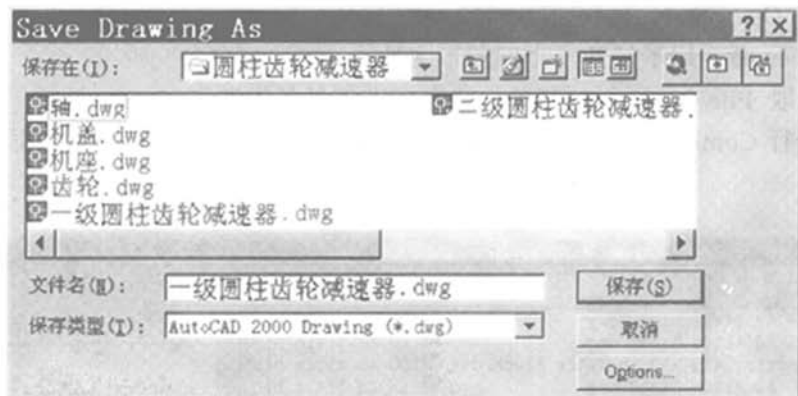 Save Drawing As
保存在(I):
圆柱齿轮减速器
轴.dwg
机盖.dwg
机座.dwg
齿轮.dwg
一级圆柱齿轮减速器.dwg
二级圆柱齿轮减速器.
文件名(N):
一级圆柱齿轮减速器.dwg
保存(S)
保存类型(T):
AutoCAD 2000 Drawing (*.dwg)
取消
Options...